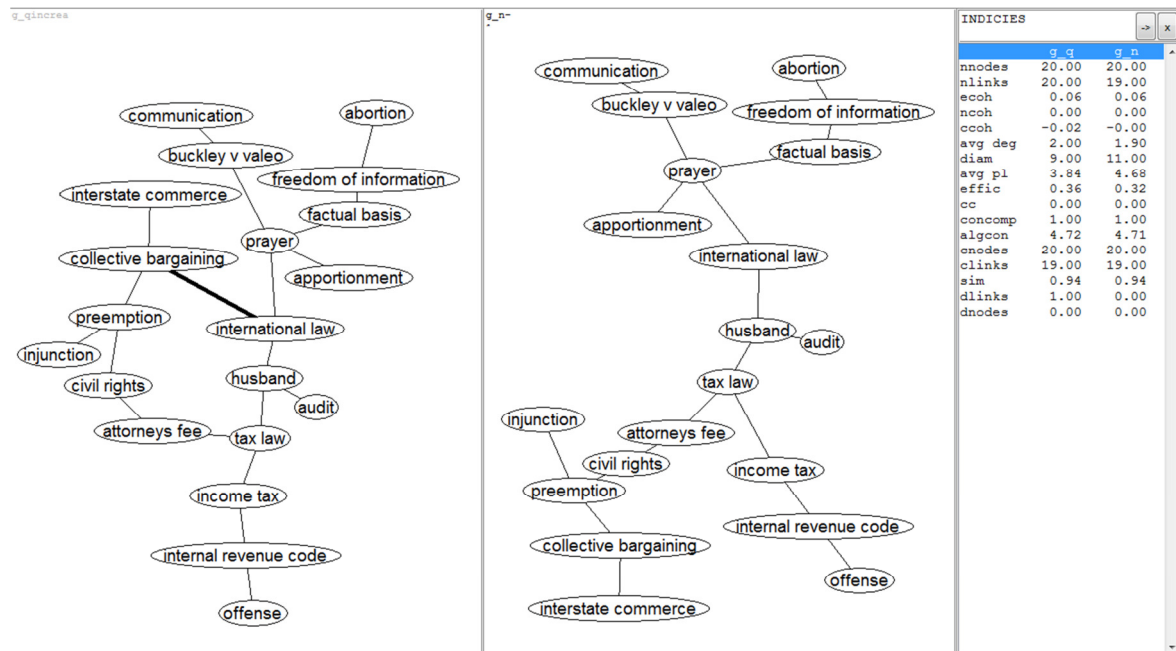 g_qincrea
communication
abortion
buckley v valeo
freedom of information
interstate commerce
factual basis
prayer
collective bargaining
apportionment
preemption
international law
injunction
husband
civil rights
audit
attorneys fee
tax law
income tax
internal revenue code
offense
g_n-
communication
abortion
buckley v valeo
freedom of information
factual basis
prayer
apportionment
international law
husband
audit
tax law
injunction
attorneys fee
civil rights
income tax
preemption
internal revenue code
collective bargaining
offense
interstate commerce
INDICIES
-> x
g_q g_n
nnodes 20.00 20.00
nlinks 20.00 19.00
ecoh 0.06 0.06
ncoh 0.00 0.00
ccoh -0.02 -0.00
avg deg 2.00 1.90
diam 9.00 11.00
avg pl 3.84 4.68
effic 0.36 0.32
cc 0.00 0.00
concomp 1.00 1.00
algcon 4.72 4.71
cnodes 20.00 20.00
clinks 19.00 19.00
sim 0.94 0.94
dlinks 1.00 0.00
dnodes 0.00 0.00